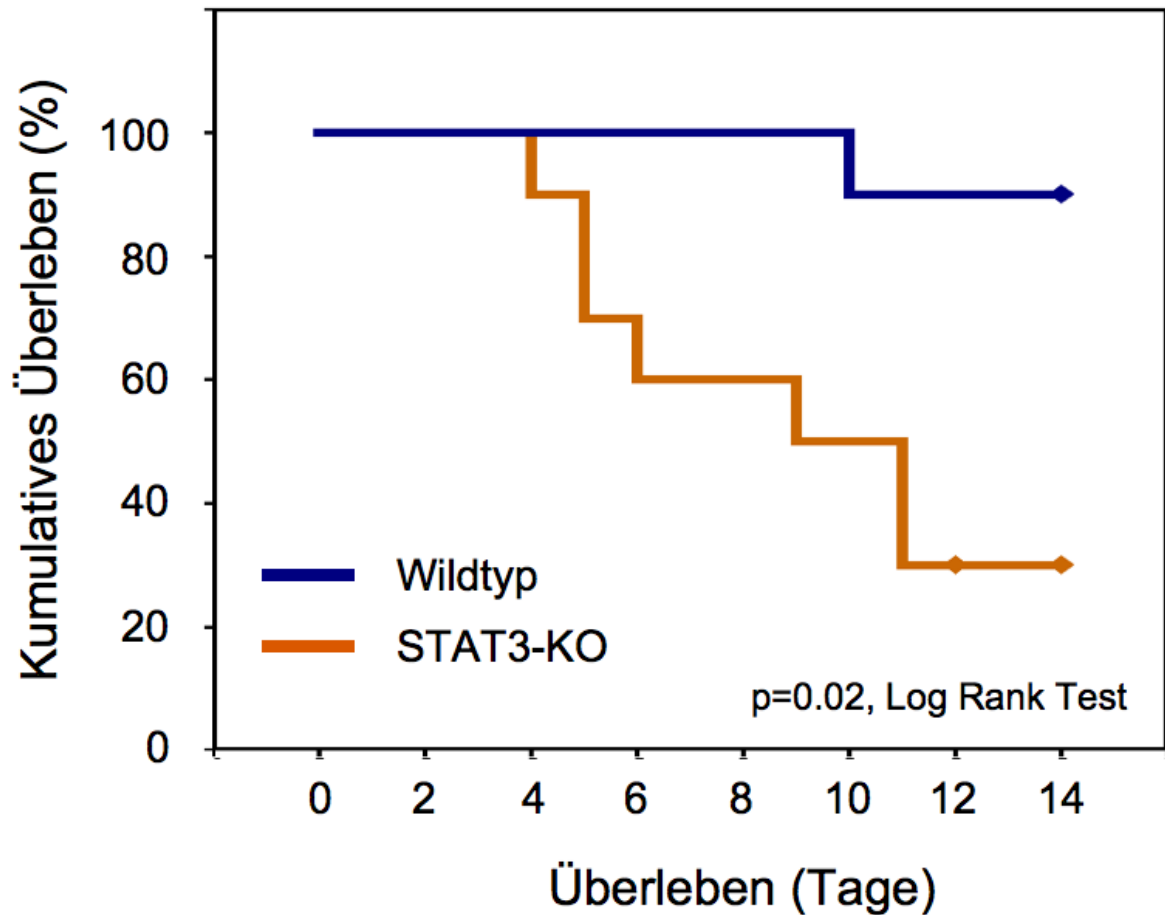 Kumulatives Überleben (%)
100
80
60
40
20
0
Wildtyp
STAT3-KO
p=0.02, Log Rank Test
0 2 4 6 8 10 12 14
Überleben (Tage)